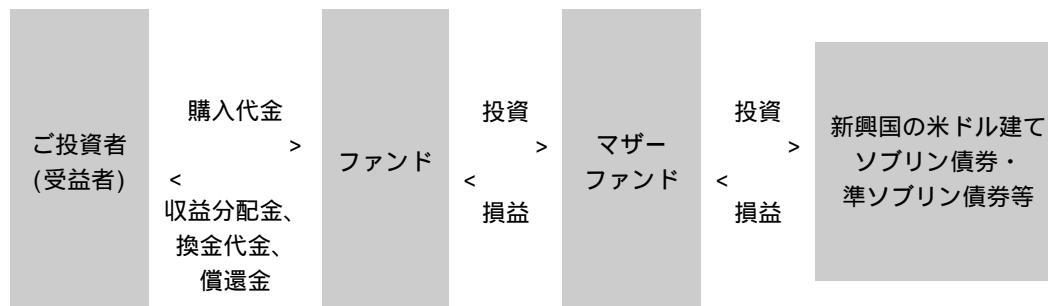 ご投資者
(受益者)
購入代金
>
<
収益分配金、
換金代金、
償還金
ファンド
投資
>
<
損益
マザー
ファンド
投資
>
<
損益
新興国の米ドル建て
ソブリン債券・
準ソブリン債券等